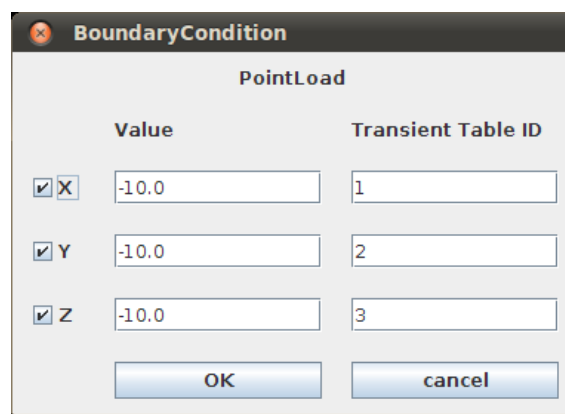 BoundaryCondition
PointLoad
Value Transient Table ID
X -10.0 1
Y -10.0 2
Z -10.0 3
OK cancel